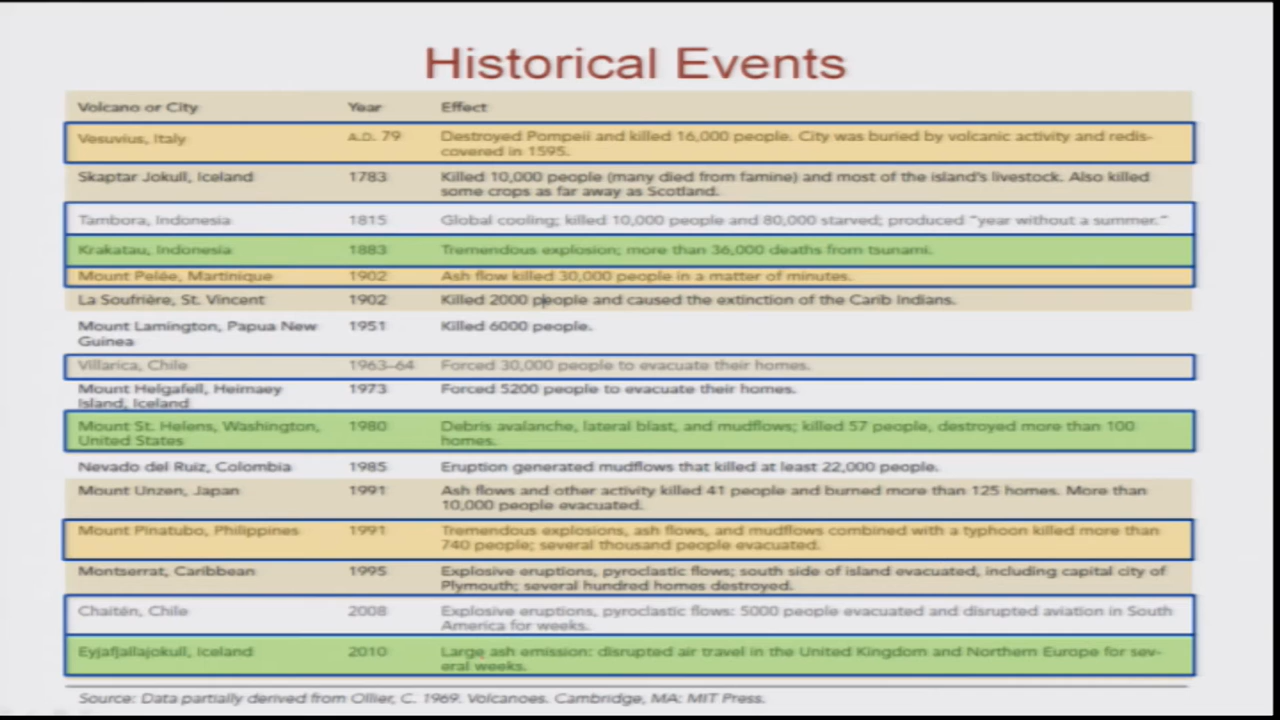 Historical Events
Volcano or City Year Effect
Vesuvius, Italy A.D. 79 Destroyed Pompeii and killed 16,000 people. City was buried by volcanic activity and redis-
covered in 1595.
Skaptar Jokull, Iceland 1783 Killed 10,000 people (many died from famine) and most of the island's livestock. Also killed
some crops as far away as Scotland.
Tambora, Indonesia 1815 Global cooling; killed 10,000 people and 80,000 starved; produced "year without a summer."
Krakatau, Indonesia 1883 Tremendous explosion; more than 36,000 deaths from tsunami.
Mount Pelée, Martinique 1902 Ash flow killed 30,000 people in a matter of minutes.
La Soufrière, St. Vincent 1902 Killed 2000 people and caused the extinction of the Carib Indians.
Mount Lamington, Papua New 1951 Killed 6000 people.
Guinea
Villarica, Chile 1963–64 Forced 30,000 people to evacuate their homes.
Mount Helgafell, Heimaey 1973 Forced 5200 people to evacuate their homes.
Island, Iceland
Mount St. Helens, Washington, 1980 Debris avalanche, lateral blast, and mudflows; killed 57 people, destroyed more than 100
United States homes.
Nevado del Ruiz, Colombia 1985 Eruption generated mudflows that killed at least 22,000 people.
Mount Unzen, Japan 1991 Ash flows and other activity killed 41 people and burned more than 125 homes. More than
10,000 people evacuated.
Mount Pinatubo, Philippines 1991 Tremendous explosions, ash flows, and mudflows combined with a typhoon killed more than
740 people; several thousand people evacuated.
Montserrat, Caribbean 1995 Explosive eruptions, pyroclastic flows; south side of island evacuated, including capital city of
Plymouth; several hundred homes destroyed.
Chaitén, Chile 2008 Explosive eruptions, pyroclastic flows: 5000 people evacuated and disrupted aviation in South
America for weeks.
Eyjafjallajokull, Iceland 2010 Large ash emission: disrupted air travel in the United Kingdom and Northern Europe for sev-
eral weeks.
Source: Data partially derived from Ollier, C. 1969. Volcanoes. Cambridge, MA: MIT Press.